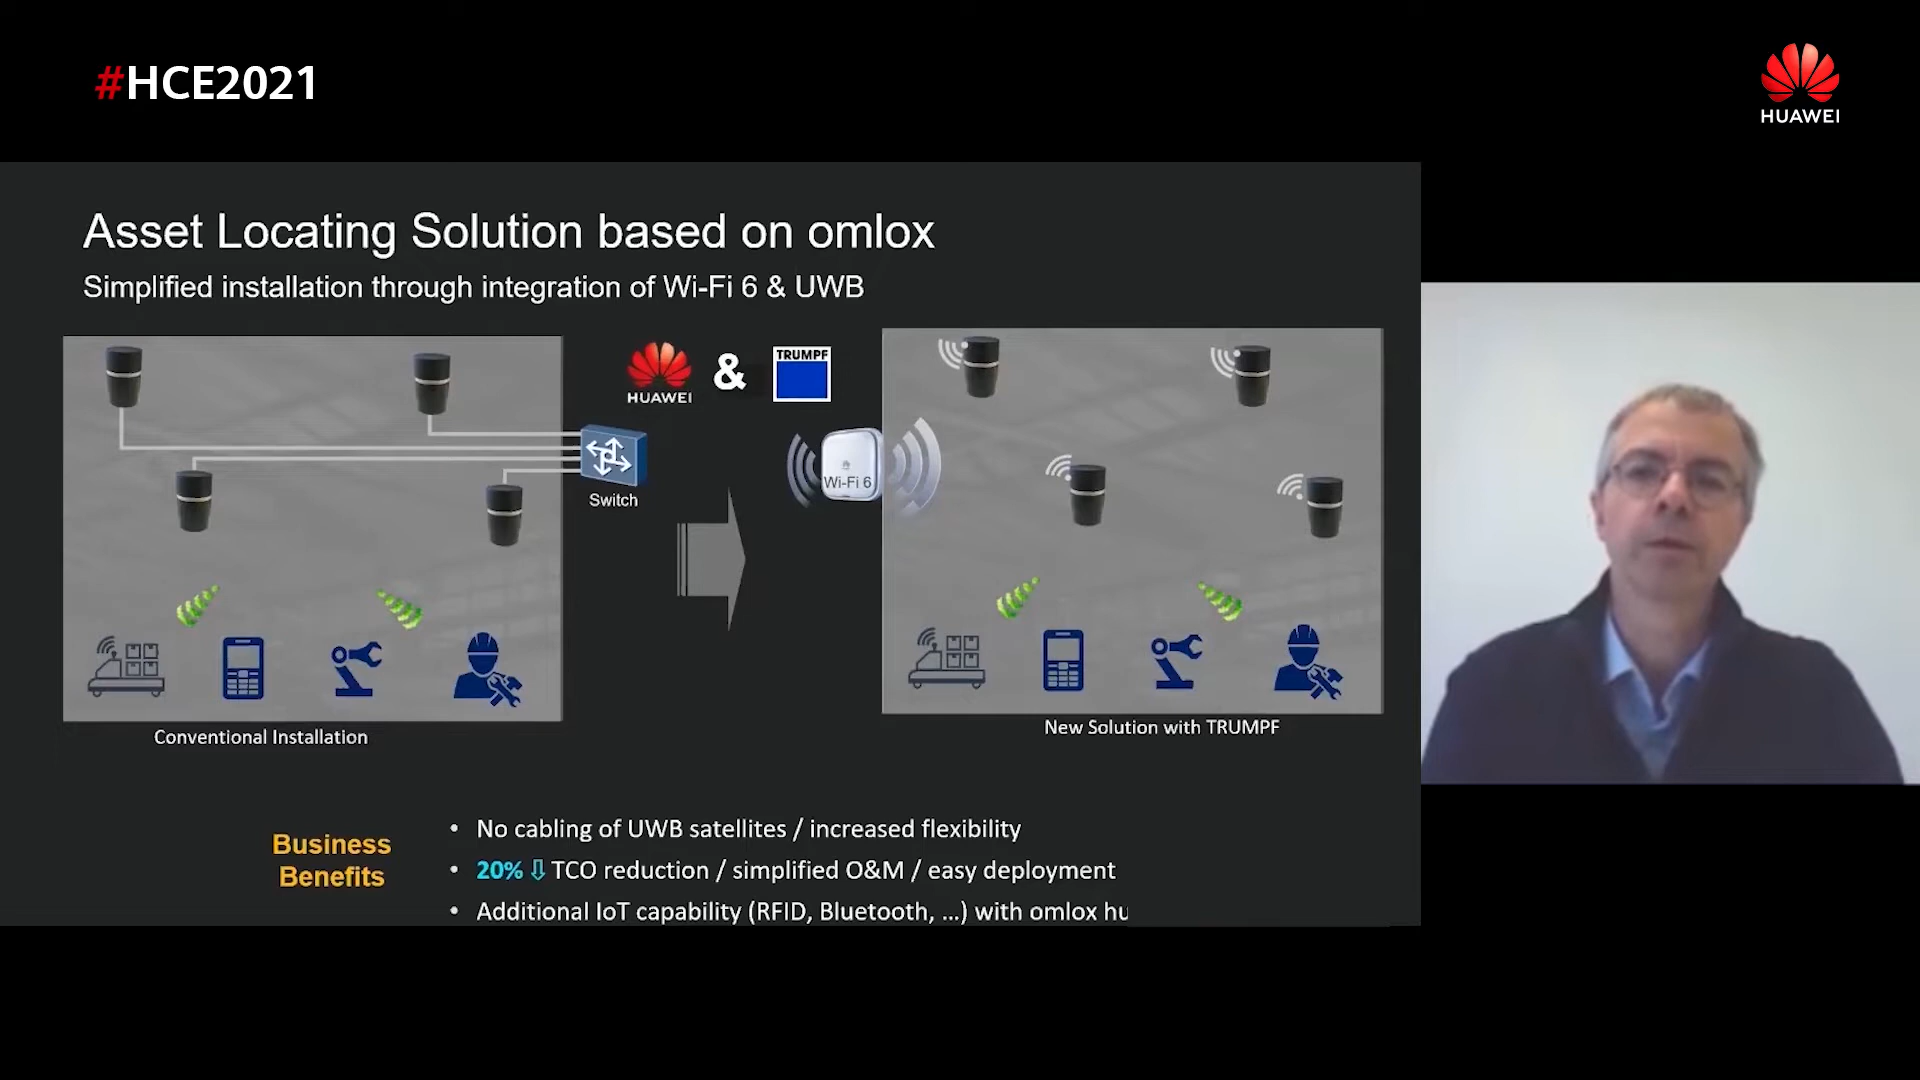 #HCE2021
HUAWEI
Asset Locating Solution based on omlox
Simplified installation through integration of Wi-Fi 6 & UWB
HUAWEI
&
TRUMPF
Switch
Wi-Fi 6
Conventional Installation
New Solution with TRUMPF
Business
Benefits
• No cabling of UWB satellites / increased flexibility
• 20% ⇩ TCO reduction / simplified O&M / easy deployment
• Additional IoT capability (RFID, Bluetooth, ...) with omlox